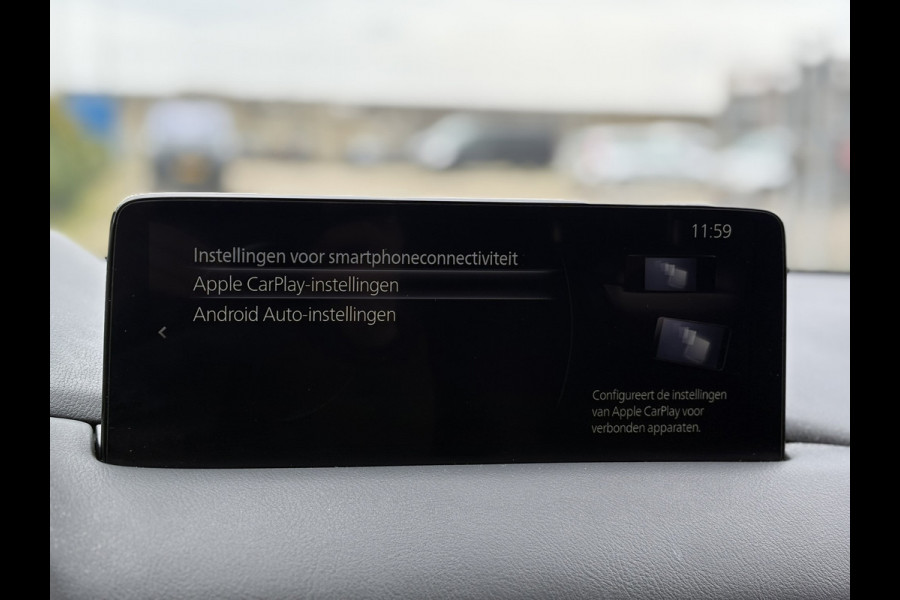 11:59
Instellingen voor smartphoneconnectiviteit
Apple CarPlay-instellingen
Android Auto-instellingen
Configureert de instellingen
van Apple CarPlay voor
verbonden apparaten.